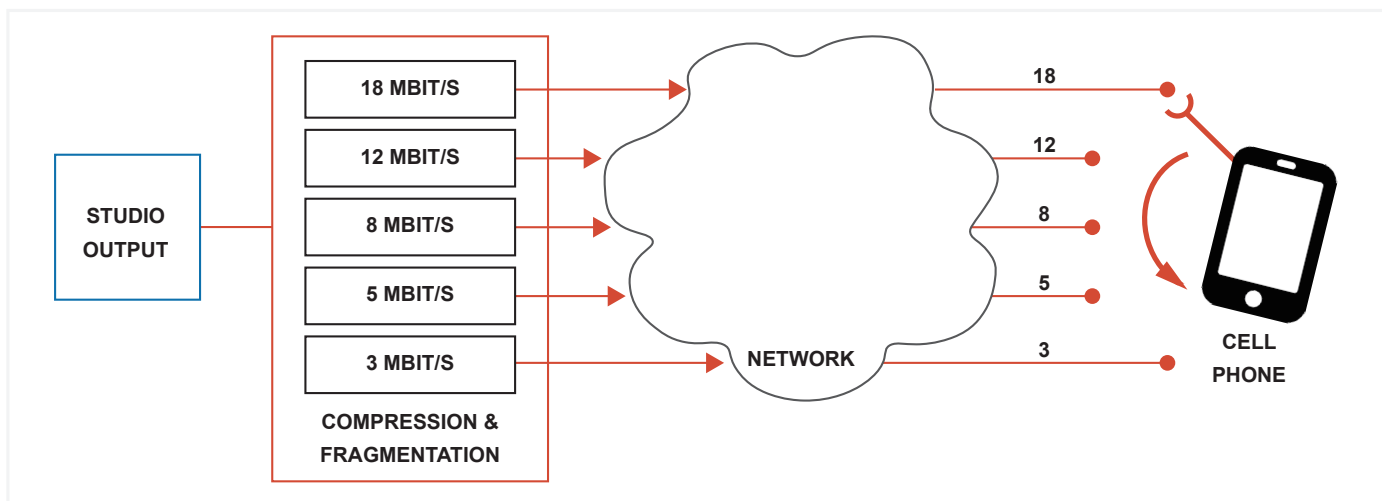 STUDIO
OUTPUT
18 MBIT/S
12 MBIT/S
8 MBIT/S
5 MBIT/S
3 MBIT/S
COMPRESSION &
FRAGMENTATION
NETWORK
18
12
8
5
3
CELL
PHONE